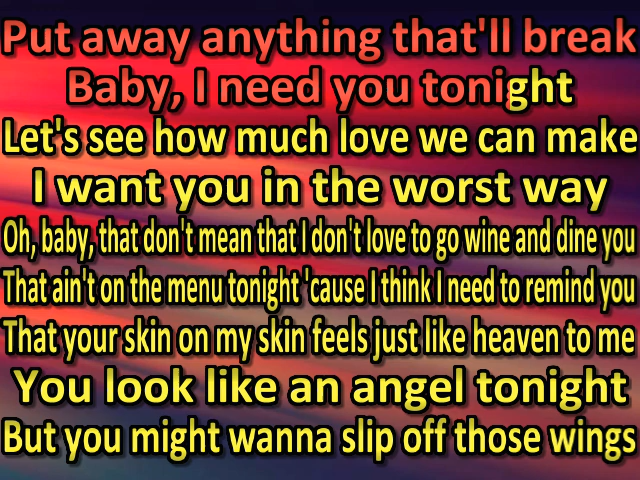 Put away anything that'll break
Baby, I need you tonight
Let's see how much love we can make
I want you in the worst way
Oh, baby, that don't mean that I don't love to go wine and dine you
That ain't on the menu tonight 'cause I think I need to remind you
That your skin on my skin feels just like heaven to me
You look like an angel tonight
But you might wanna slip off those wings